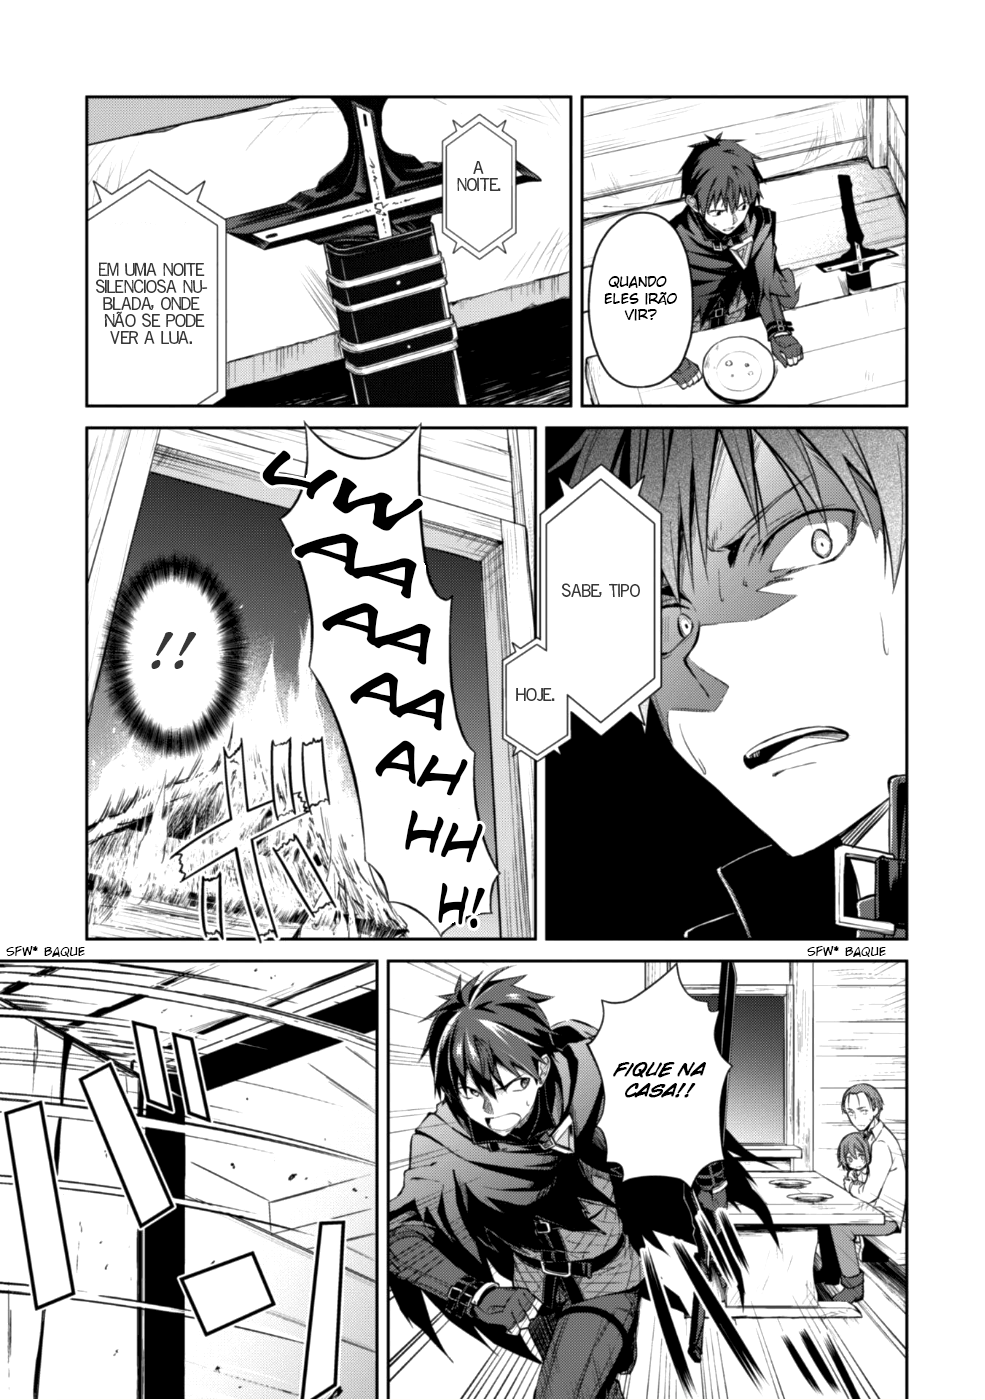 QUANDO
ELES IRÃO
VIR?
A
NOITE.
EM UMA NOITE
SILENCIOSA NU-
BLADA, ONDE
NÃO SE PODE
VER A LUA.
SABE, TIPO
HOJE.
UW
AA
AA
AA
AH
HH
H!
!!
SFW* BAQUE
SFW* BAQUE
FIQUE NA
CASA!!